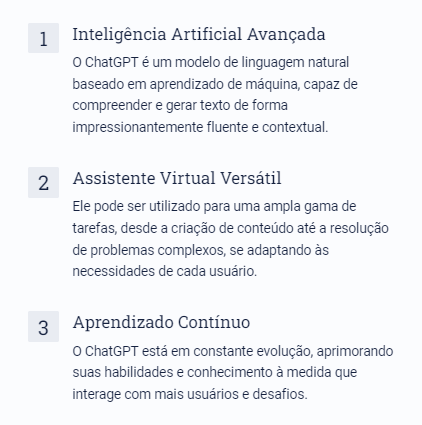 1
Inteligência Artificial Avançada
O ChatGPT é um modelo de linguagem natural
baseado em aprendizado de máquina, capaz de
compreender e gerar texto de forma
impressionantemente fluente e contextual.
2
Assistente Virtual Versátil
Ele pode ser utilizado para uma ampla gama de
tarefas, desde a criação de conteúdo até a resolução
de problemas complexos, se adaptando às
necessidades de cada usuário.
3
Aprendizado Contínuo
O ChatGPT está em constante evolução, aprimorando
suas habilidades e conhecimento à medida que
interage com mais usuários e desafios.